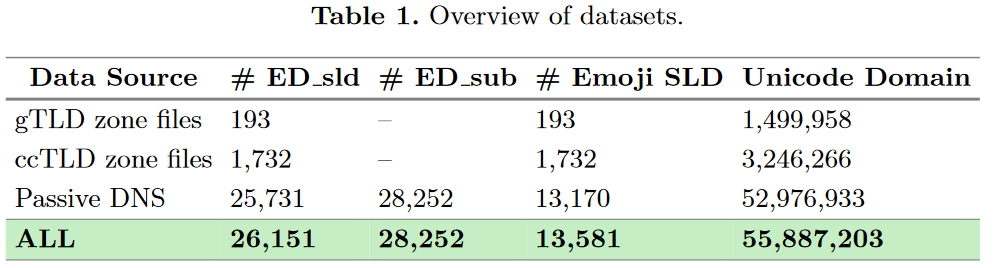 Table 1. Overview of datasets.
Data Source # ED_sld # ED_sub # Emoji SLD Unicode Domain
gTLD zone files 193 – 193 1,499,958
ccTLD zone files 1,732 – 1,732 3,246,266
Passive DNS 25,731 28,252 13,170 52,976,933
ALL 26,151 28,252 13,581 55,887,203